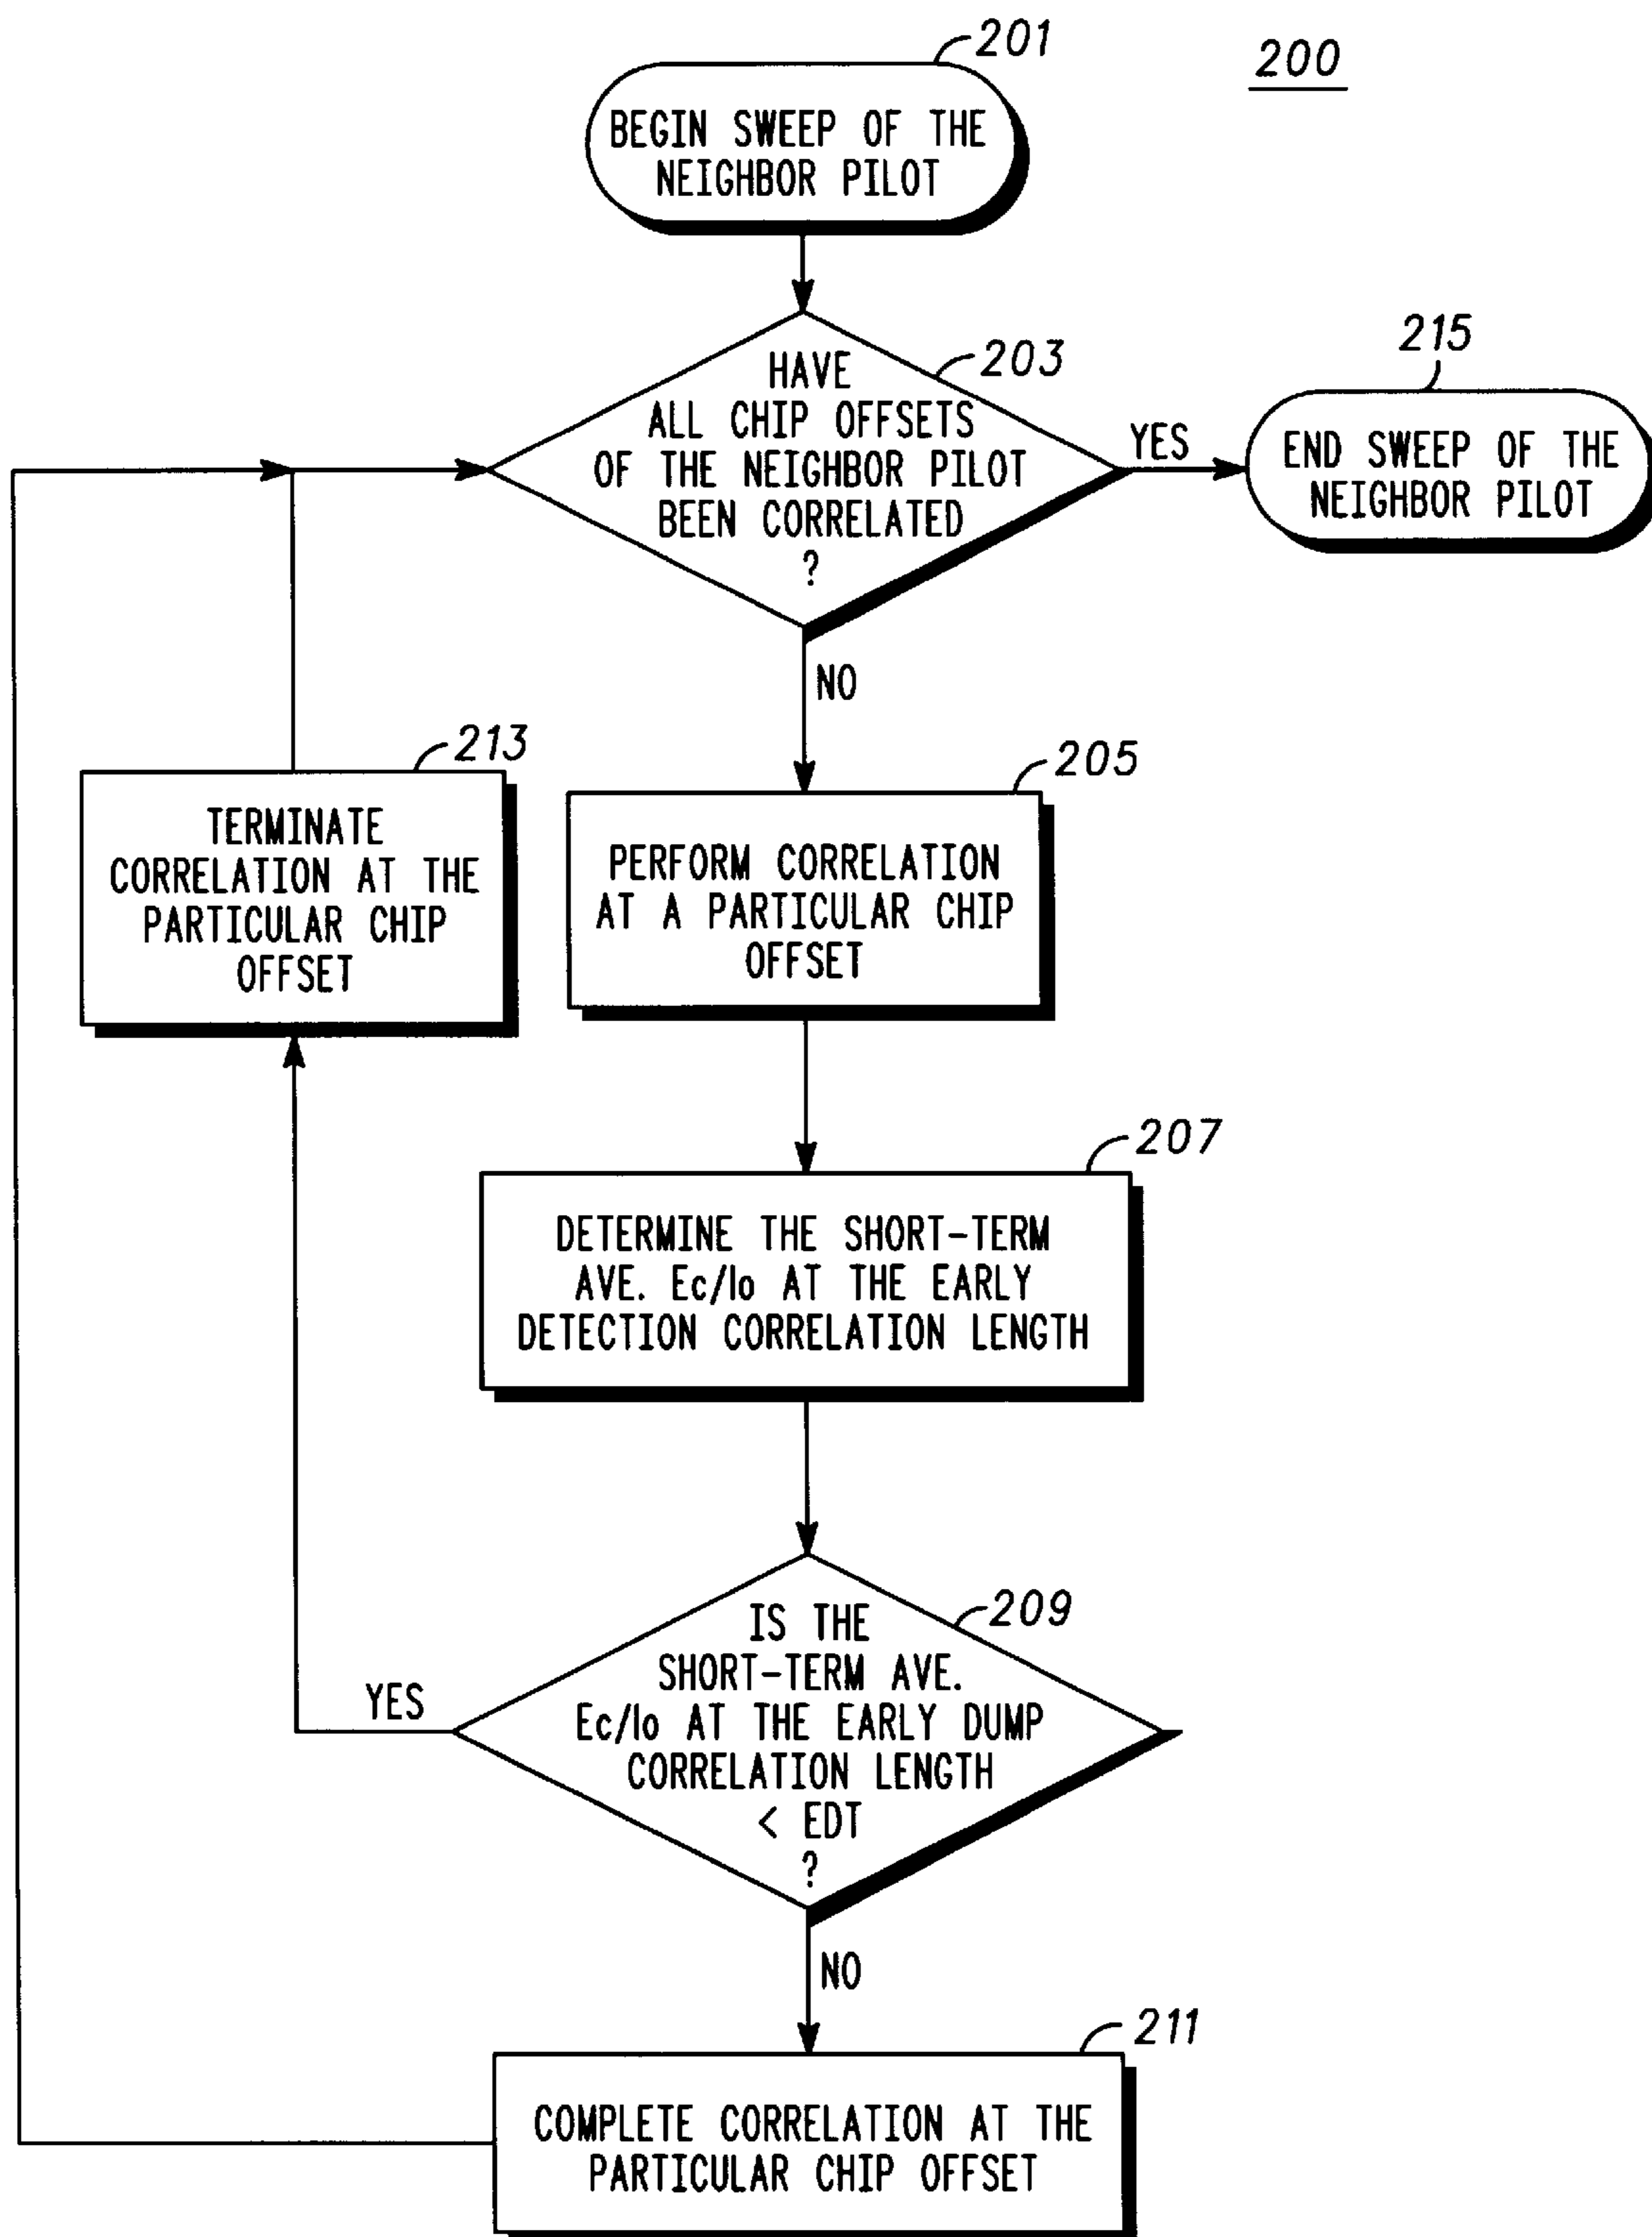 201
200
BEGIN SWEEP OF THE
NEIGHBOR PILOT
203
HAVE
ALL CHIP OFFSETS
OF THE NEIGHBOR PILOT
BEEN CORRELATED
?
YES
215
END SWEEP OF THE
NEIGHBOR PILOT
NO
213
TERMINATE
CORRELATION AT THE
PARTICULAR CHIP
OFFSET
205
PERFORM CORRELATION
AT A PARTICULAR CHIP
OFFSET
207
DETERMINE THE SHORT-TERM
AVE. Ec/Io AT THE EARLY
DETECTION CORRELATION LENGTH
209
IS THE
SHORT-TERM AVE.
Ec/Io AT THE EARLY DUMP
CORRELATION LENGTH
< EDT
?
YES
NO
211
COMPLETE CORRELATION AT THE
PARTICULAR CHIP OFFSET